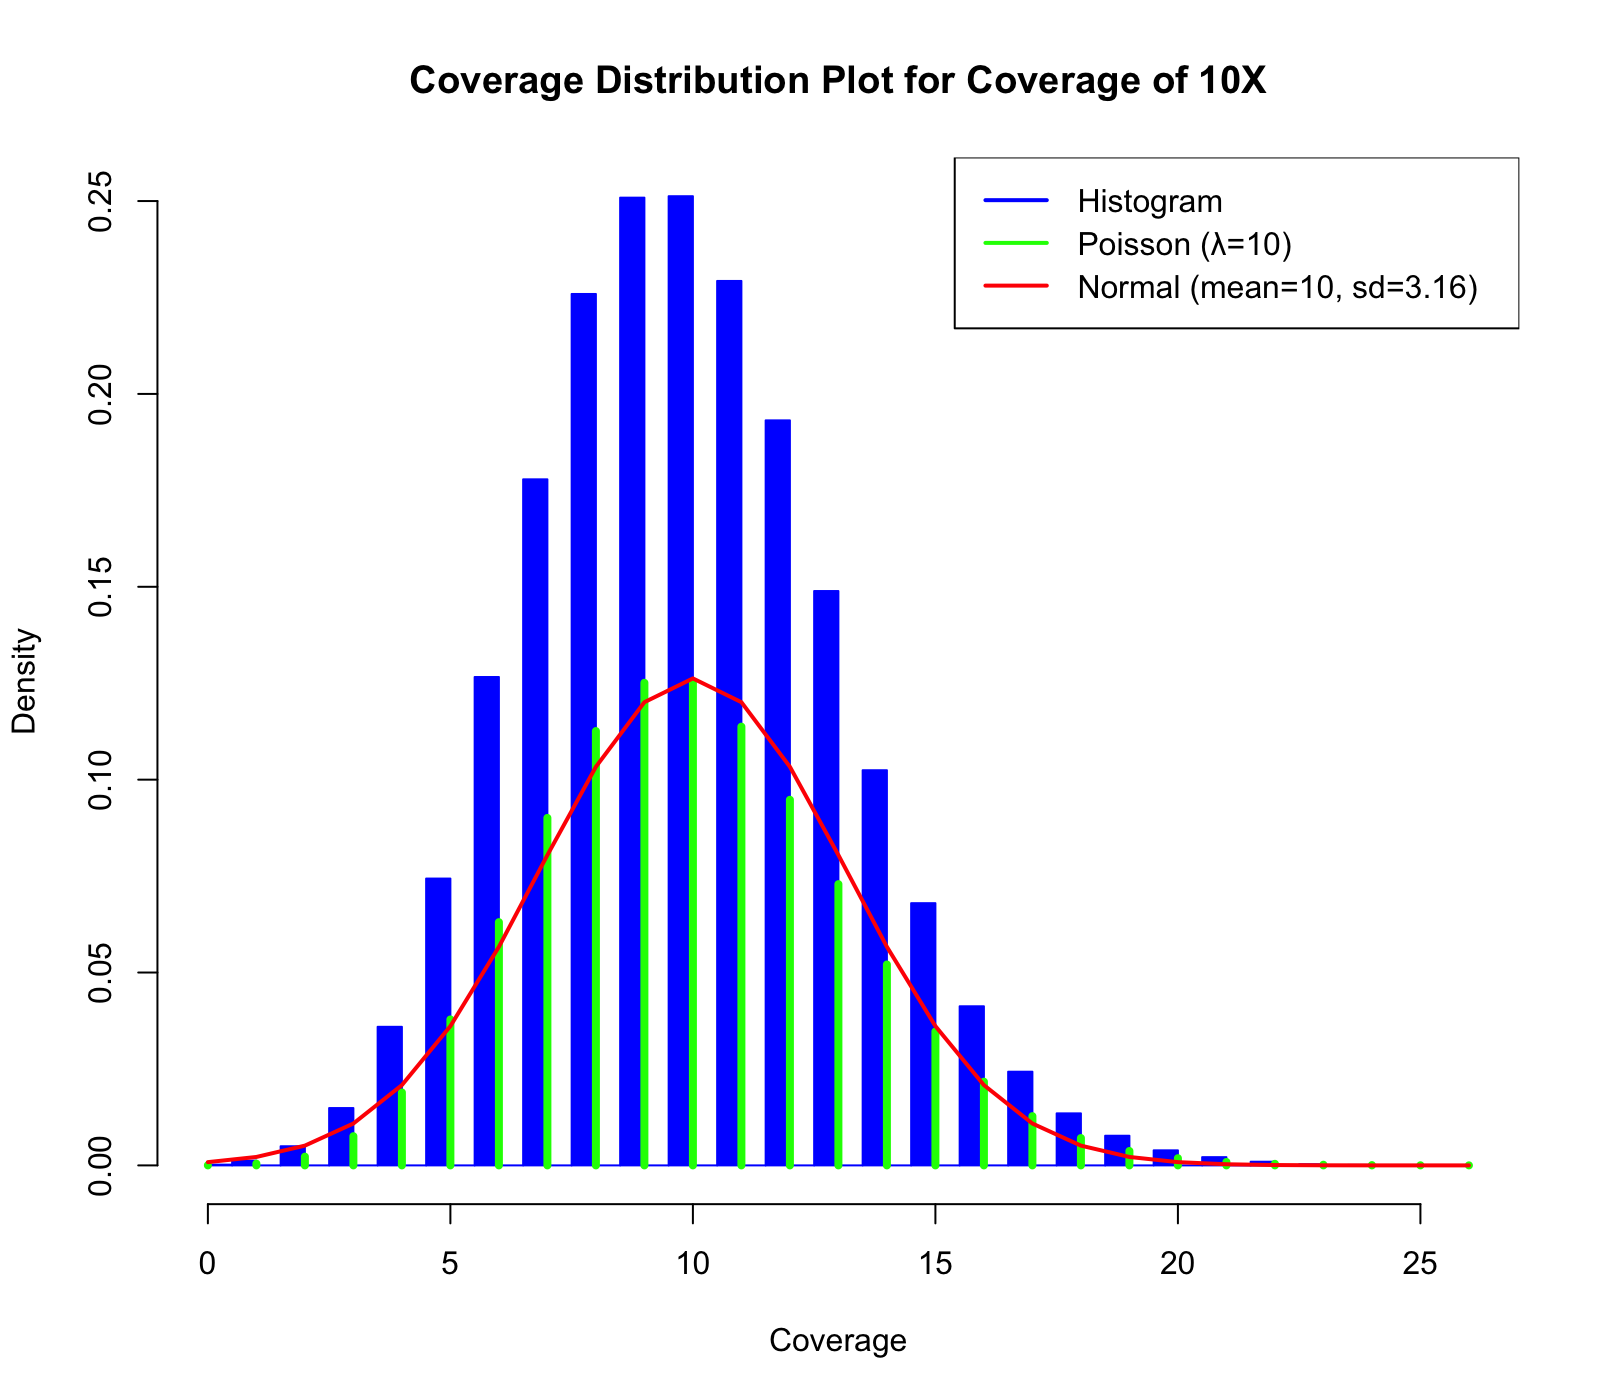 Coverage Distribution Plot for Coverage of 10X
Histogram
Poisson (λ=10)
Normal (mean=10, sd=3.16)
Density
0.25
0.20
0.15
0.10
0.05
0.00
0 5 10 15 20 25
Coverage